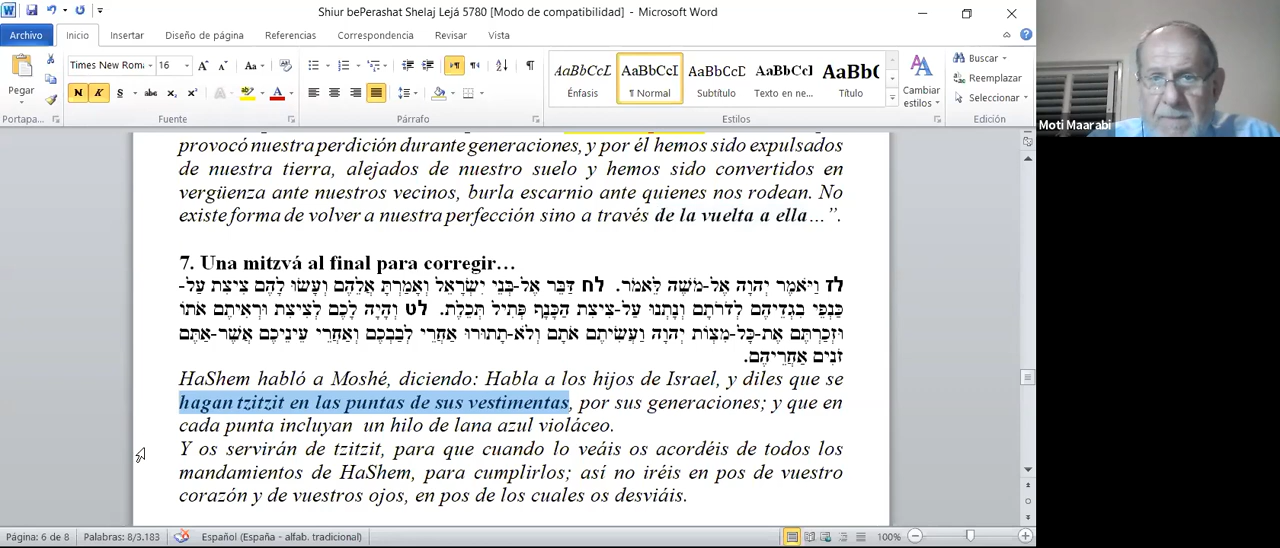 Shiur bePerashat Shelaj Lejá 5780 [Modo de compatibilidad] - Microsoft Word
Archivo Inicio Insertar Diseño de página Referencias Correspondencia Revisar Vista
Pegar
Times New Roma 16
N K S abc
AaBbCcL AaBbCcI AaBbCcL AaBbCcI AaBb(
Énfasis ¶ Normal Subtítulo Texto en ne... Título
Cambiar estilos
Buscar
Reemplazar
Seleccionar
Portapa... Fuente Párrafo Estilos Edición
Moti Maarabi
provocó nuestra perdición durante generaciones, y por él hemos sido expulsados
de nuestra tierra, alejados de nuestro suelo y hemos sido convertidos en
vergüenza ante nuestros vecinos, burla escarnio ante quienes nos rodean. No
existe forma de volver a nuestra perfección sino a través de la vuelta a ella…”.
7. Una mitzvá al final para corregir…
לז וַיֹּאמֶר יְהוָה אֶל-מֹשֶׁה לֵּאמֹר. לח דַּבֵּר אֶל-בְּנֵי יִשְׂרָאֵל וְאָמַרְתָּ אֲלֵהֶם וְעָשׂוּ לָהֶם צִיצִת עַל-
כַּנְפֵי בִגְדֵיהֶם לְדֹרֹתָם וְנָתְנוּ עַל-צִיצִת הַכָּנָף פְּתִיל תְּכֵלֶת. לט וְהָיָה לָכֶם לְצִיצִת וּרְאִיתֶם אֹתוֹ
וּזְכַרְתֶּם אֶת-כָּל-מִצְוֺת יְהוָה וַעֲשִׂיתֶם אֹתָם וְלֹא-תָתוּרוּ אַחֲרֵי לְבַבְכֶם וְאַחֲרֵי עֵינֵיכֶם אֲשֶׁר-אַתֶּם
זֹנִים אַחֲרֵיהֶם.
HaShem habló a Moshé, diciendo: Habla a los hijos de Israel, y diles que se
hagan tzitzit en las puntas de sus vestimentas, por sus generaciones; y que en
cada punta incluyan un hilo de lana azul violáceo.
Y os servirán de tzitzit, para que cuando lo veáis os acordéis de todos los
mandamientos de HaShem, para cumplirlos; así no iréis en pos de vuestro
corazón y de vuestros ojos, en pos de los cuales os desviáis.
Página: 6 de 8 Palabras: 8/3.183 Español (España - alfab. tradicional) 100%